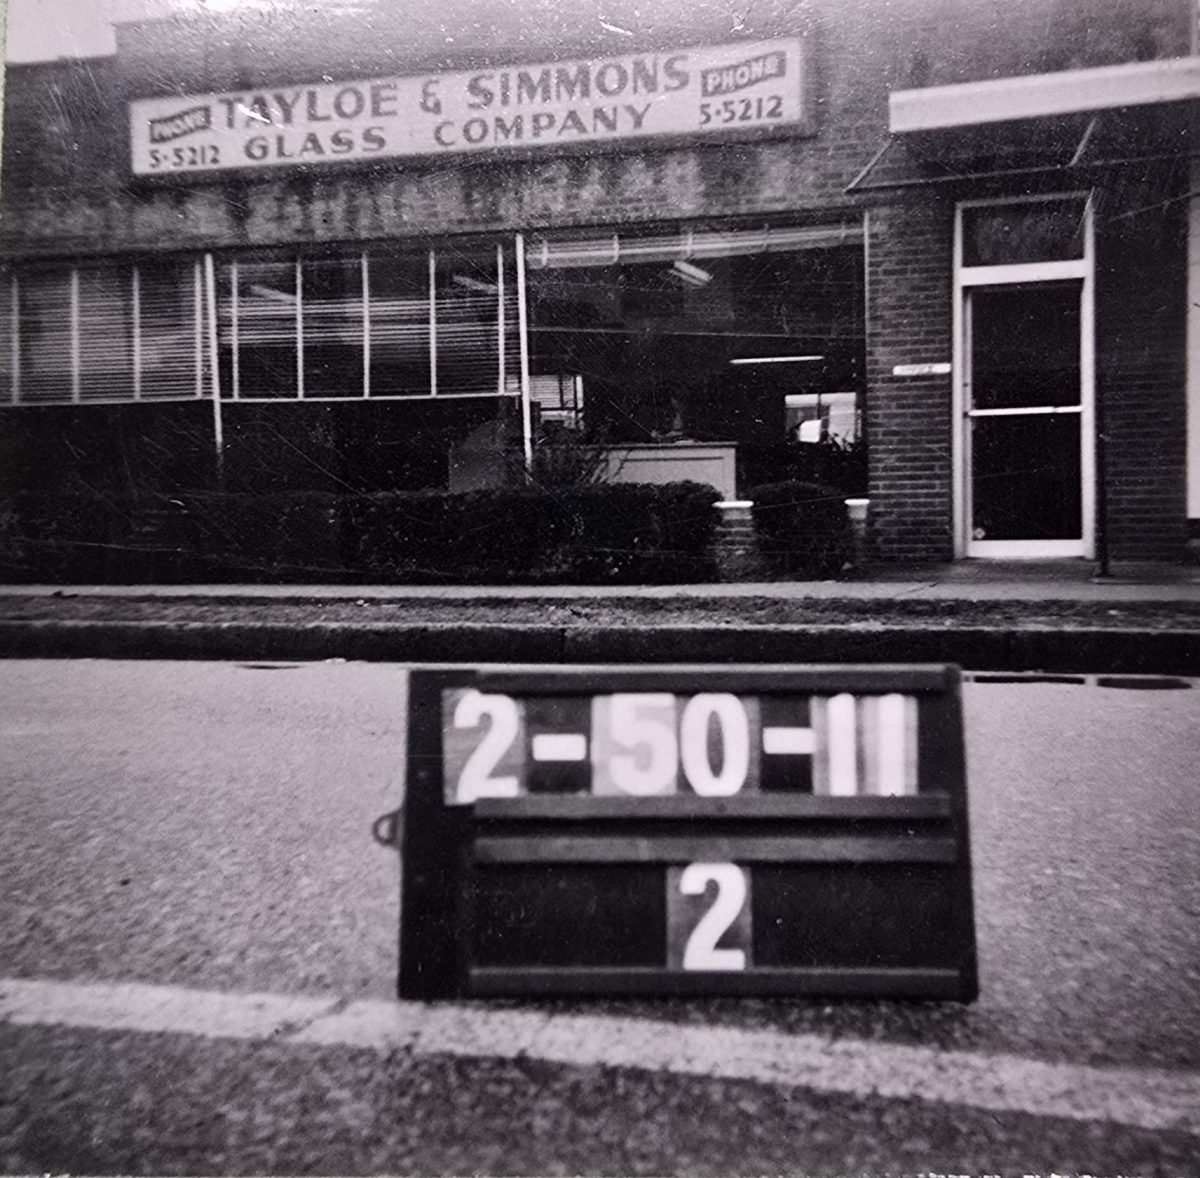 PHONE TAYLOE & SIMMONS PHONE
5-5212 GLASS COMPANY 5-5212
2-50-11
2